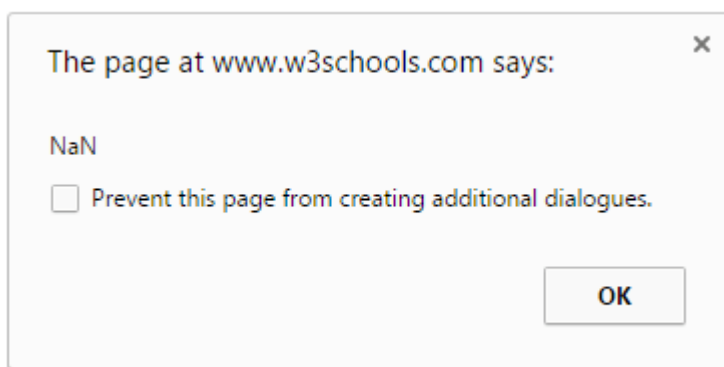 The page at www.w3schools.com says:
NaN
Prevent this page from creating additional dialogues.
OK